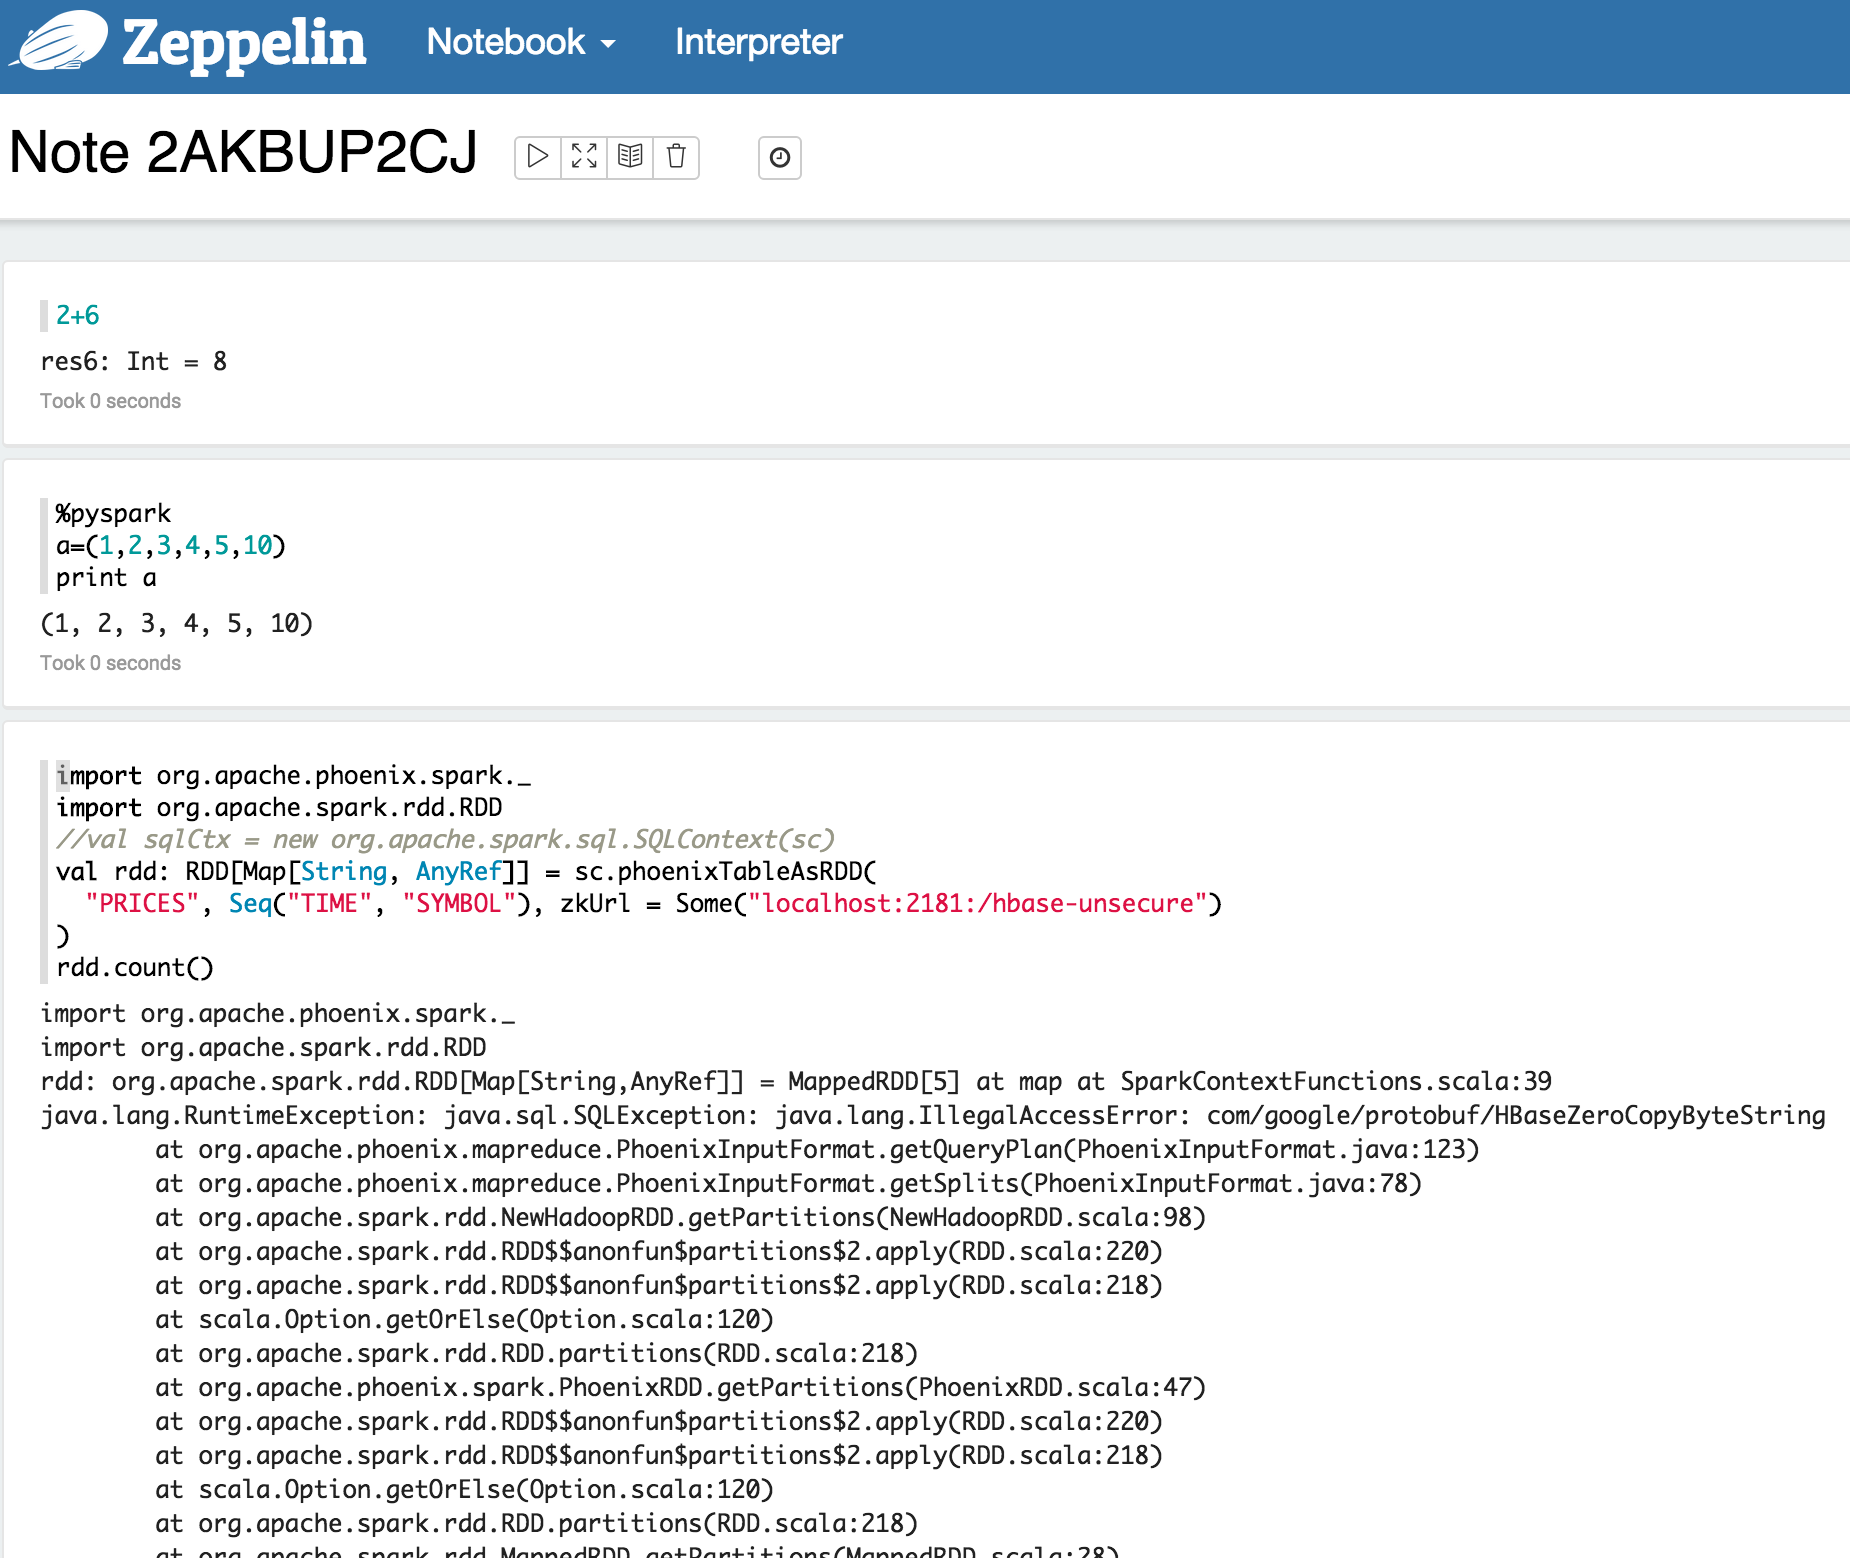 Zeppelin Notebook Interpreter
Note 2AKBUP2CJ
2+6
res6: Int = 8
Took 0 seconds
%pyspark
a=(1,2,3,4,5,10)
print a
(1, 2, 3, 4, 5, 10)
Took 0 seconds
import org.apache.phoenix.spark._
import org.apache.spark.rdd.RDD
//val sqlCtx = new org.apache.spark.sql.SQLContext(sc)
val rdd: RDD[Map[String, AnyRef]] = sc.phoenixTableAsRDD(
  "PRICES", Seq("TIME", "SYMBOL"), zkUrl = Some("localhost:2181:/hbase-unsecure")
)
rdd.count()
import org.apache.phoenix.spark._
import org.apache.spark.rdd.RDD
rdd: org.apache.spark.rdd.RDD[Map[String,AnyRef]] = MappedRDD[5] at map at SparkContextFunctions.scala:39
java.lang.RuntimeException: java.sql.SQLException: java.lang.IllegalAccessError: com/google/protobuf/HBaseZeroCopyByteString
        at org.apache.phoenix.mapreduce.PhoenixInputFormat.getQueryPlan(PhoenixInputFormat.java:123)
        at org.apache.phoenix.mapreduce.PhoenixInputFormat.getSplits(PhoenixInputFormat.java:78)
        at org.apache.spark.rdd.NewHadoopRDD.getPartitions(NewHadoopRDD.scala:98)
        at org.apache.spark.rdd.RDD$$anonfun$partitions$2.apply(RDD.scala:220)
        at org.apache.spark.rdd.RDD$$anonfun$partitions$2.apply(RDD.scala:218)
        at scala.Option.getOrElse(Option.scala:120)
        at org.apache.spark.rdd.RDD.partitions(RDD.scala:218)
        at org.apache.phoenix.spark.PhoenixRDD.getPartitions(PhoenixRDD.scala:47)
        at org.apache.spark.rdd.RDD$$anonfun$partitions$2.apply(RDD.scala:220)
        at org.apache.spark.rdd.RDD$$anonfun$partitions$2.apply(RDD.scala:218)
        at scala.Option.getOrElse(Option.scala:120)
        at org.apache.spark.rdd.RDD.partitions(RDD.scala:218)
        at org.apache.spark.rdd.MappedRDD.getPartitions(MappedRDD.scala:28)